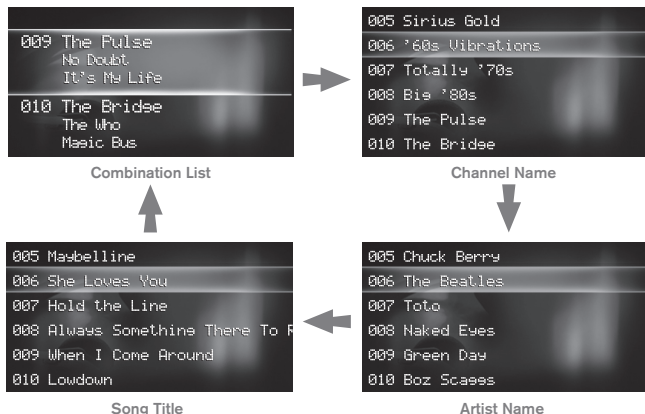 009 The Pulse
No Doubt
It's My Life
010 The Bridge
The Who
Magic Bus
Combination List
005 Sirius Gold
006 '60s Vibrations
007 Totally '70s
008 Big '80s
009 The Pulse
010 The Bridge
Channel Name
005 Maybelline
006 She Loves You
007 Hold the Line
008 Always Something There To R
009 When I Come Around
010 Lowdown
Song Title
005 Chuck Berry
006 The Beatles
007 Toto
008 Naked Eyes
009 Green Day
010 Boz Scaggs
Artist Name